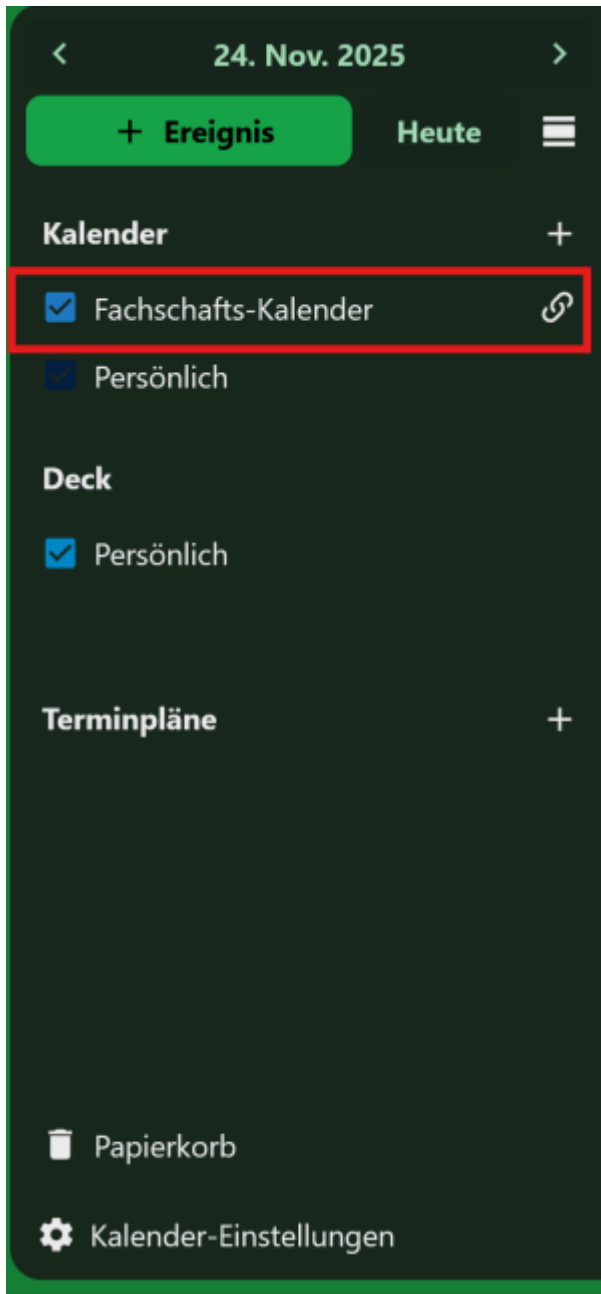 24. Nov. 2025
+ Ereignis Heute
Kalender
Fachschafts-Kalender
Persönlich
Deck
Persönlich
Terminpläne
Papierkorb
Kalender-Einstellungen